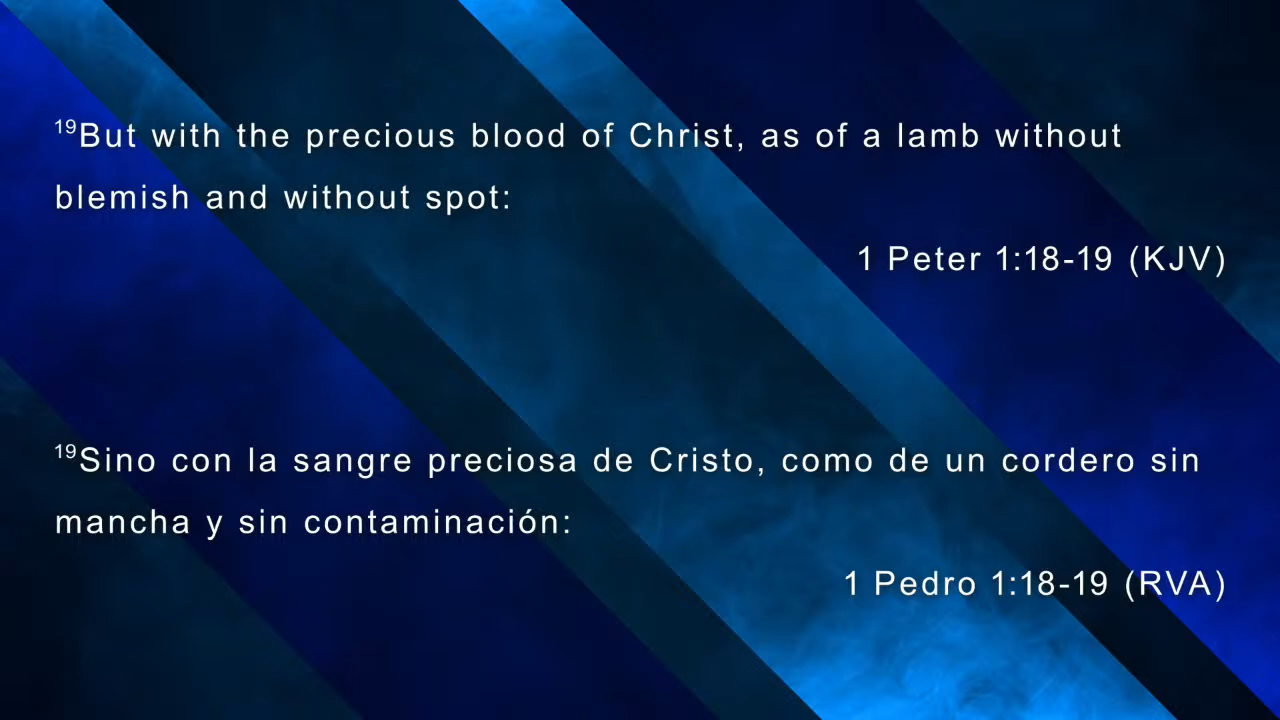 ¹⁹But with the precious blood of Christ, as of a lamb without
blemish and without spot:
1 Peter 1:18-19 (KJV)
¹⁹Sino con la sangre preciosa de Cristo, como de un cordero sin
mancha y sin contaminación:
1 Pedro 1:18-19 (RVA)